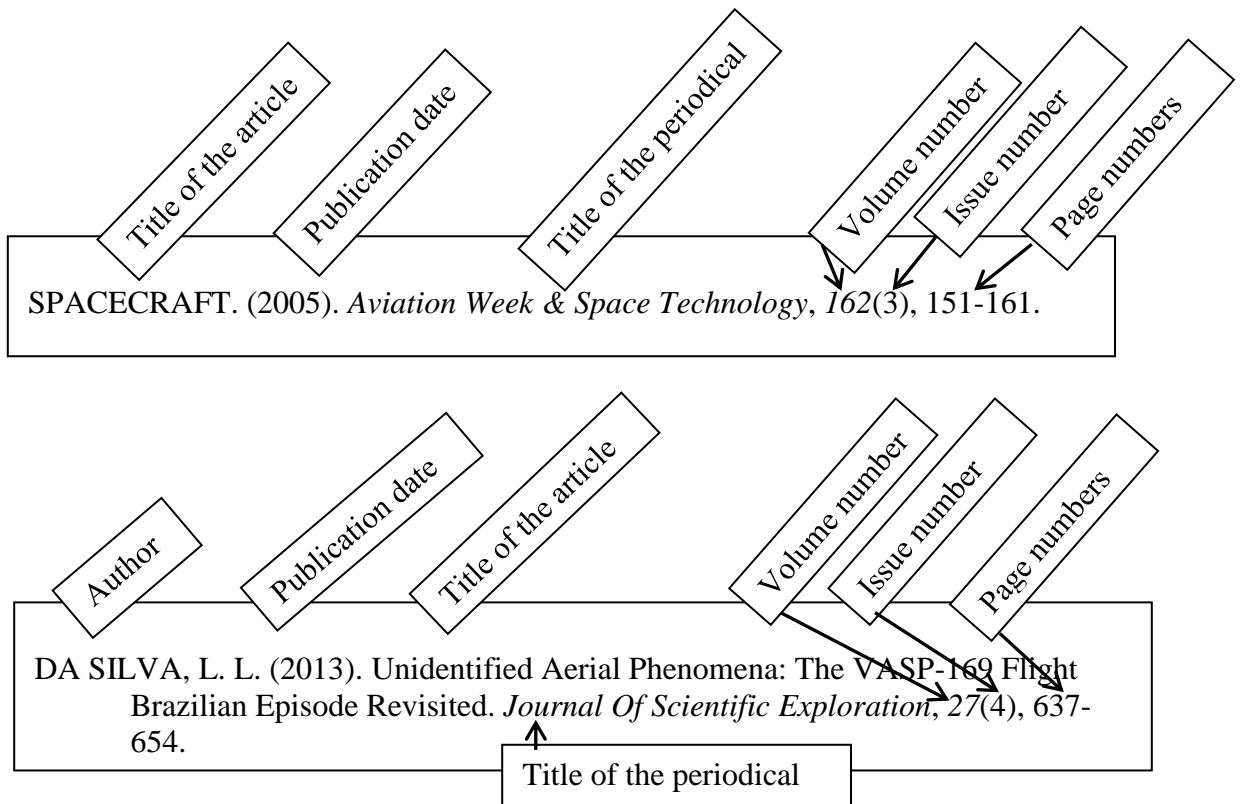 Title of the article
Publication date
Title of the periodical
Volume number
Issue number
Page numbers
SPACECRAFT. (2005). Aviation Week & Space Technology, 162(3), 151-161.
Author
Publication date
Title of the article
Volume number
Issue number
Page numbers
DA SILVA, L. L. (2013). Unidentified Aerial Phenomena: The VASP-169 Flight
Brazilian Episode Revisited. Journal Of Scientific Exploration, 27(4), 637-
654.
Title of the periodical